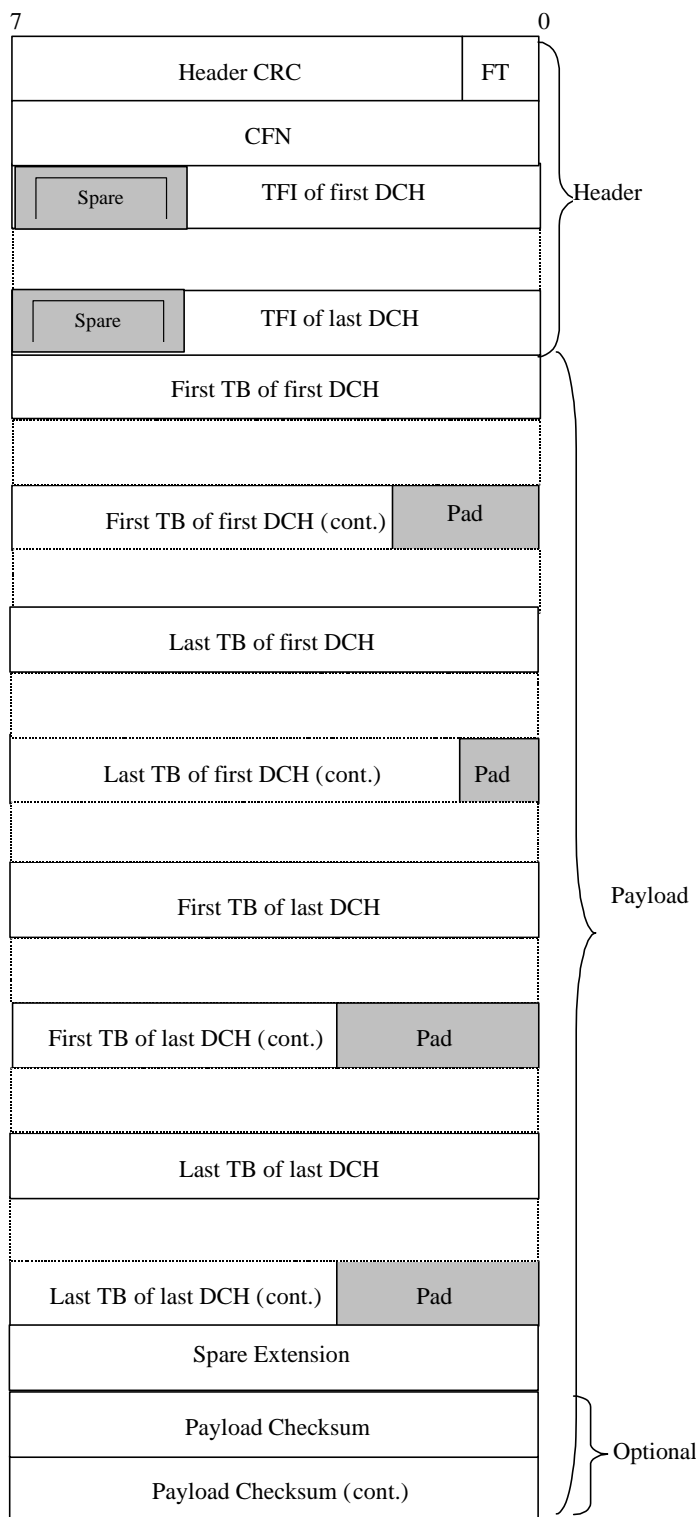 7 0
Header CRC FT
CFN
Spare TFI of first DCH
Header
Spare TFI of last DCH
First TB of first DCH
First TB of first DCH (cont.) Pad
Last TB of first DCH
Last TB of first DCH (cont.) Pad
First TB of last DCH
Payload
First TB of last DCH (cont.) Pad
Last TB of last DCH
Last TB of last DCH (cont.) Pad
Spare Extension
Payload Checksum
Optional
Payload Checksum (cont.)